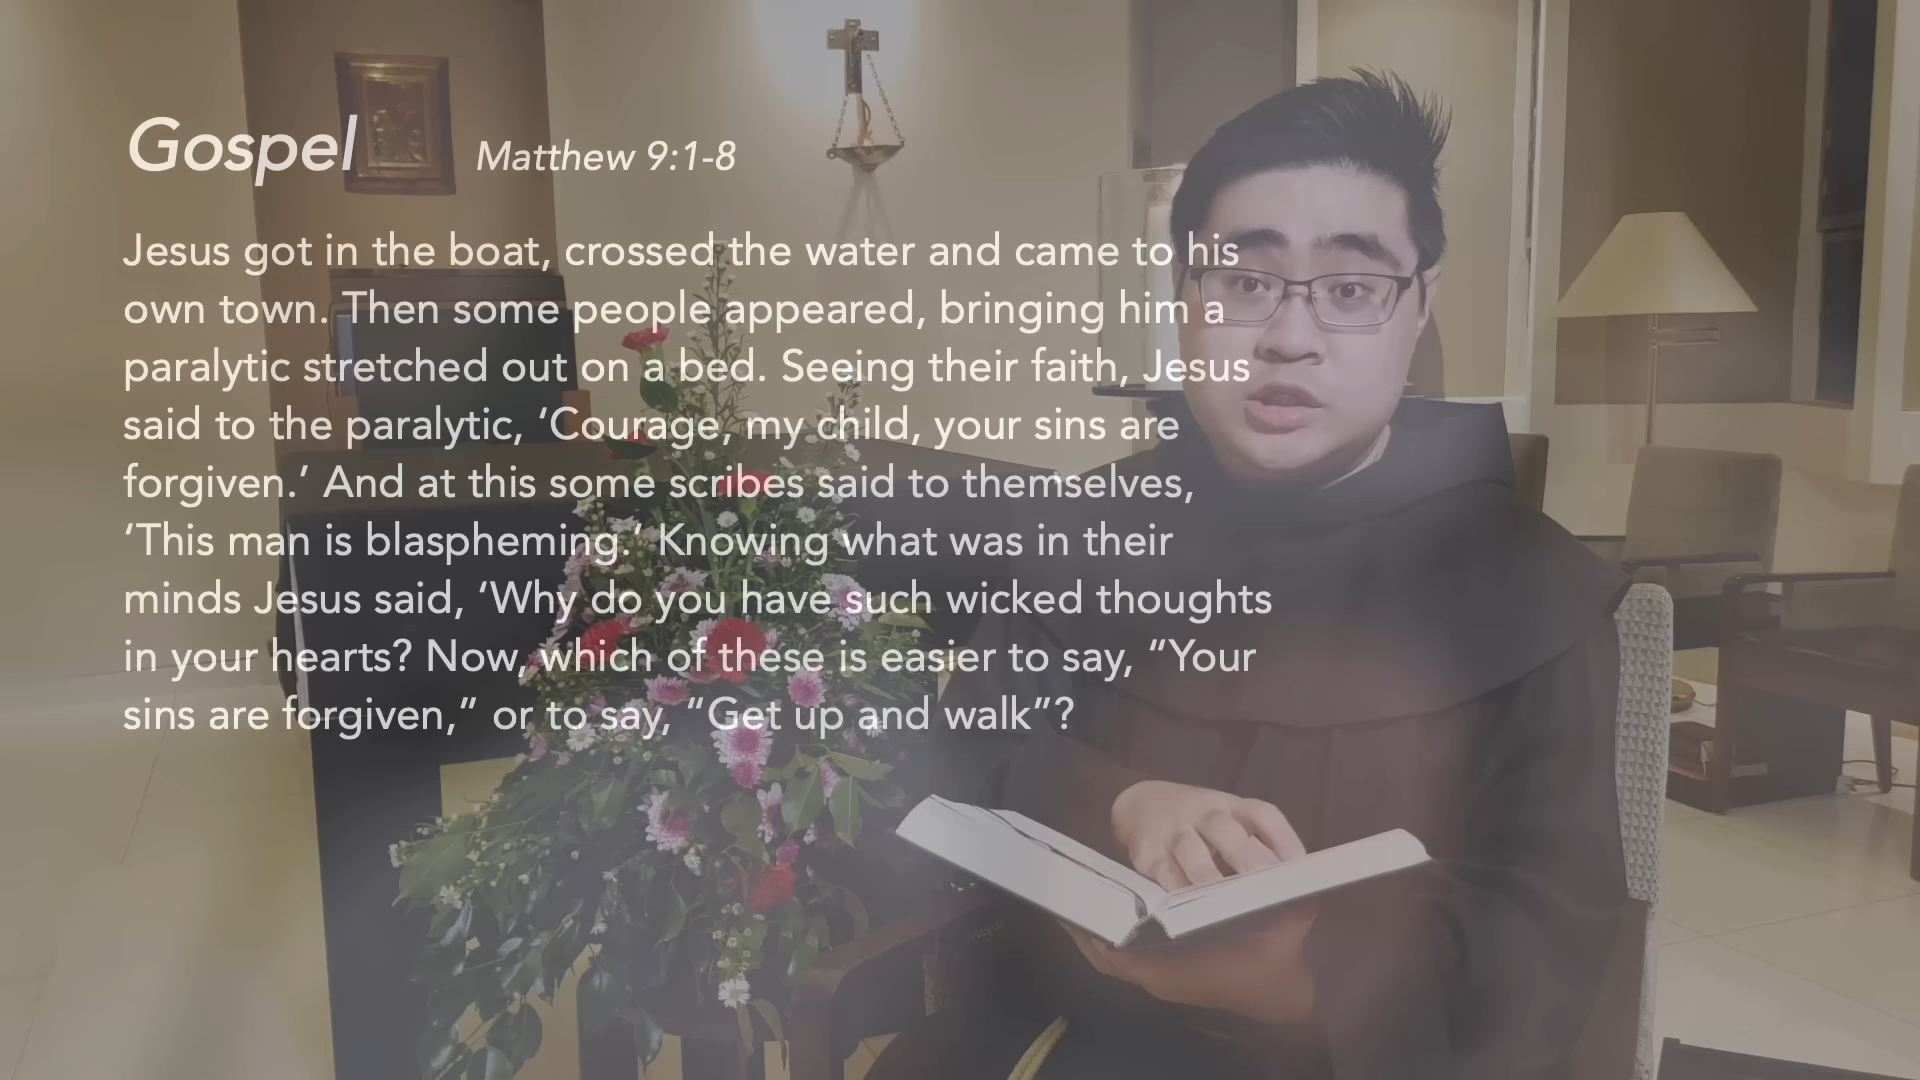 Gospel Matthew 9:1-8
Jesus got in the boat, crossed the water and came to his
own town. Then some people appeared, bringing him a
paralytic stretched out on a bed. Seeing their faith, Jesus
said to the paralytic, ‘Courage, my child, your sins are
forgiven.’ And at this some scribes said to themselves,
‘This man is blaspheming.’ Knowing what was in their
minds Jesus said, ‘Why do you have such wicked thoughts
in your hearts? Now, which of these is easier to say, “Your
sins are forgiven,” or to say, “Get up and walk”?